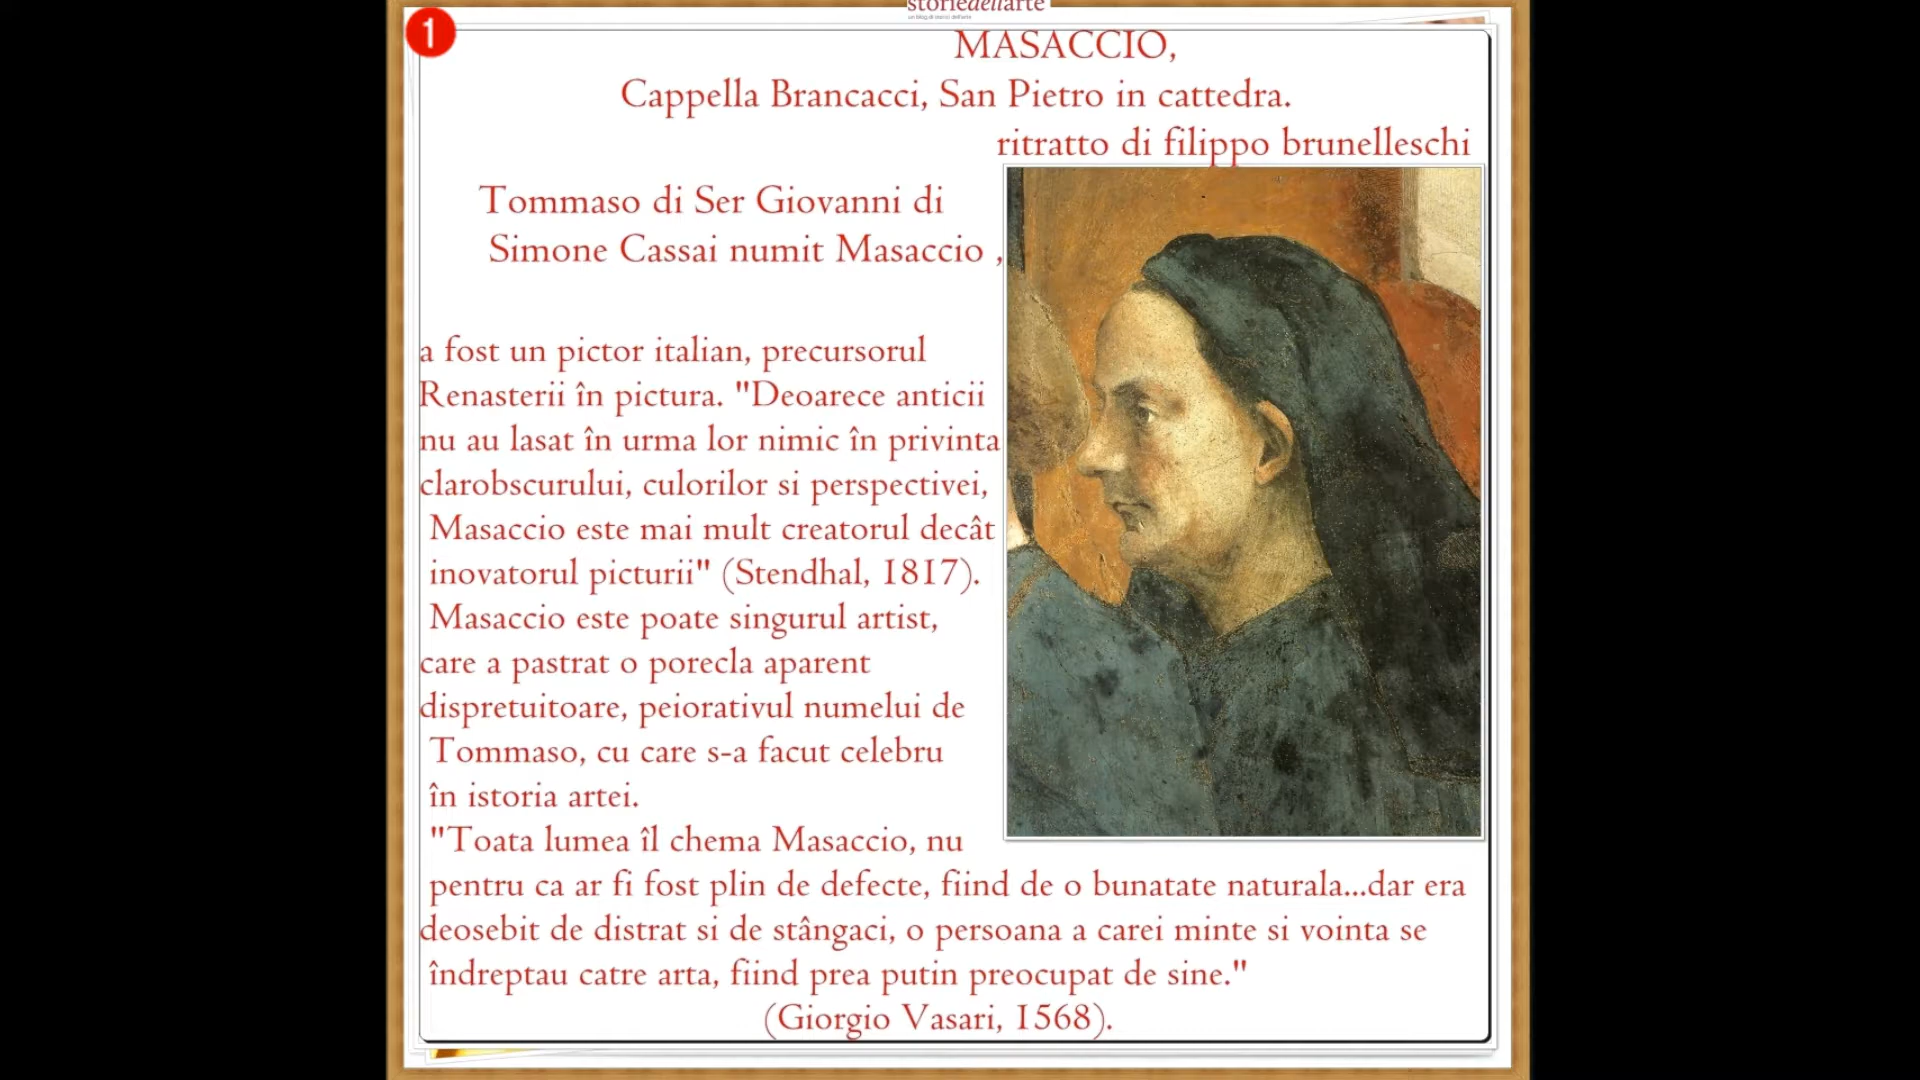 storiedellarte
un blog di storici dell'arte
1
MASACCIO,
Cappella Brancacci, San Pietro in cattedra.
ritratto di filippo brunelleschi
Tommaso di Ser Giovanni di
Simone Cassai numit Masaccio ,
a fost un pictor italian, precursorul
Renasterii în pictura. "Deoarece anticii
nu au lasat în urma lor nimic în privinta
clarobscurului, culorilor si perspectivei,
Masaccio este mai mult creatorul decât
inovatorul picturii" (Stendhal, 1817).
Masaccio este poate singurul artist,
care a pastrat o porecla aparent
dispretuitoare, peiorativul numelui de
Tommaso, cu care s-a facut celebru
în istoria artei.
"Toata lumea îl chema Masaccio, nu
pentru ca ar fi fost plin de defecte, fiind de o bunatate naturala...dar era
deosebit de distrat si de stângaci, o persoana a carei minte si vointa se
îndreptau catre arta, fiind prea putin preocupat de sine."
(Giorgio Vasari, 1568).